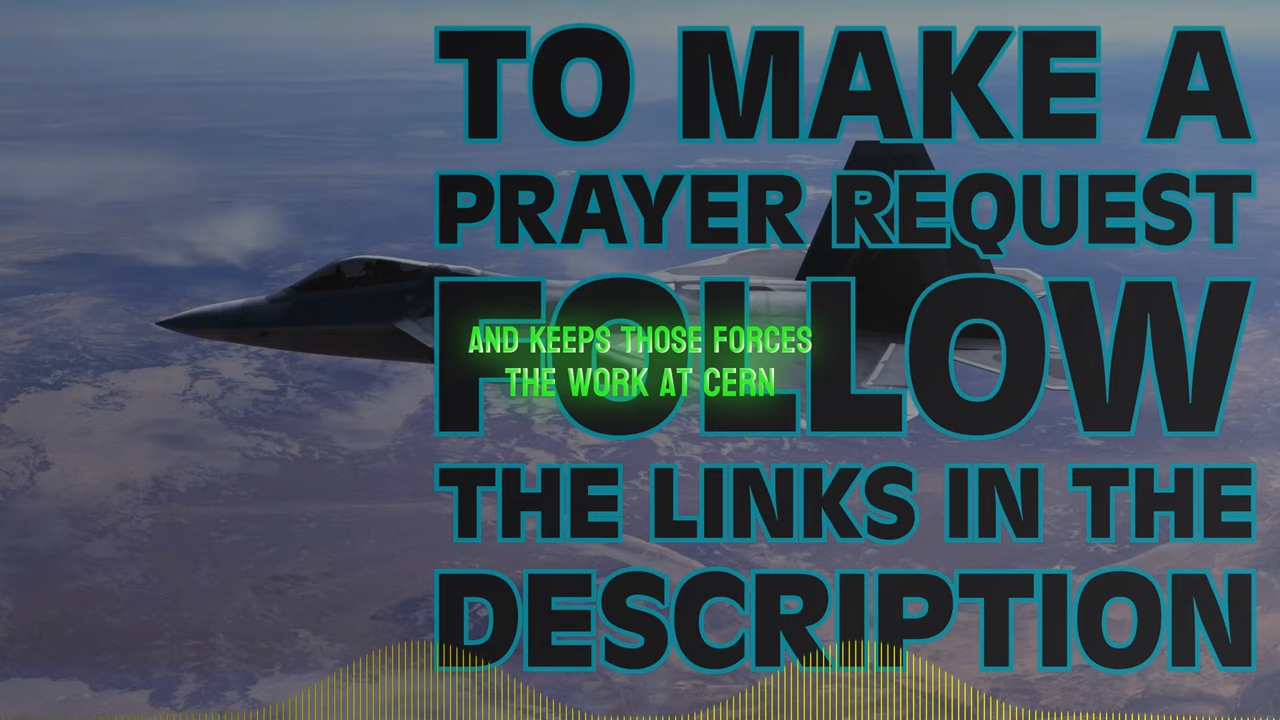 TO MAKE A
PRAYER REQUEST
FOLLOW
AND KEEPS THOSE FORCES
THE WORK AT CERN
THE LINKS IN THE
DESCRIPTION